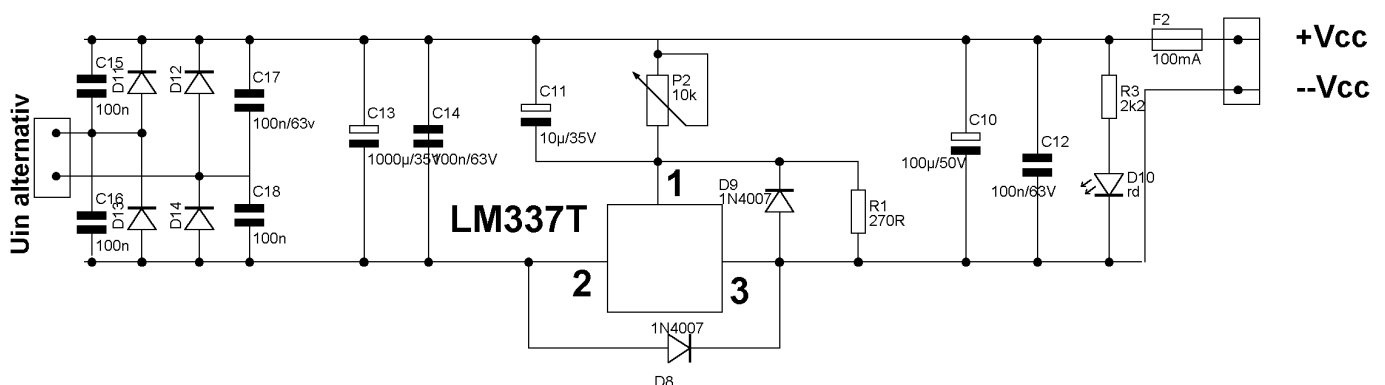 Uin alternativ
C15
100n
D11
D12
C17
100n/63v
C16
100n
D13
D14
C18
100n
C13
1000µ/35V
C14
100n/63V
C11
10µ/35V
P2
10k
1
LM337T
2
3
D9
1N4007
R1
270R
1N4007
D8
C10
100µ/50V
C12
100n/63V
R3
2k2
D10
rd
F2
100mA
+Vcc
--Vcc